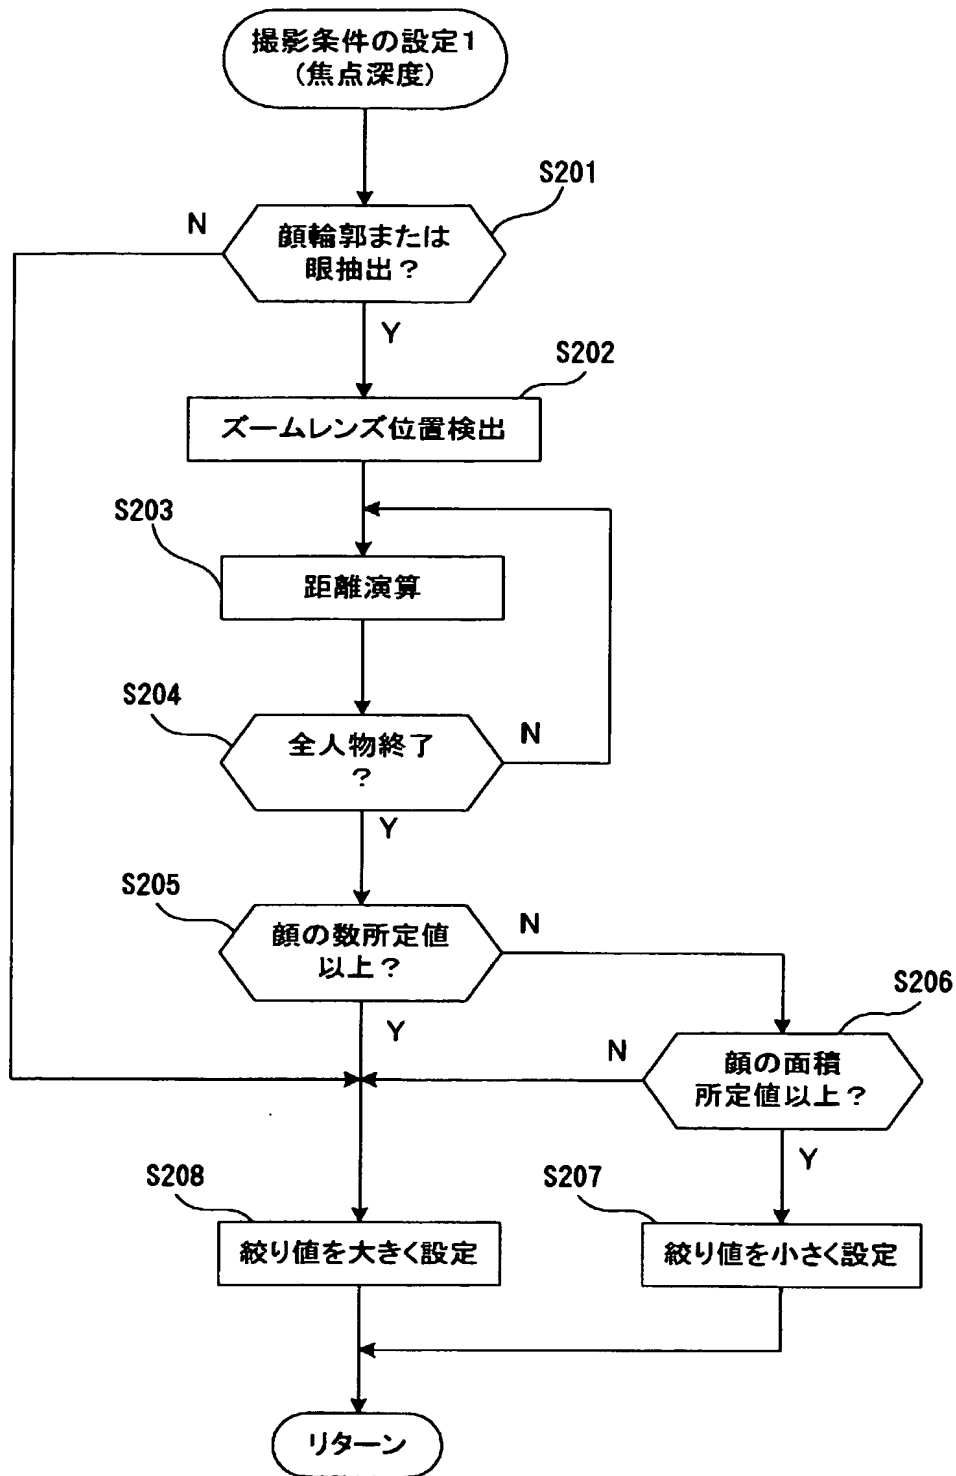 撮影条件の設定1
(焦点深度)
S201
N
顔輪郭または
眼抽出?
Y
S202
ズームレンズ位置検出
S203
距離演算
S204
全人物終了
?
N
Y
S205
顔の数所定値
以上?
N
Y
S206
N
顔の面積
所定値以上?
Y
S208
S207
絞り値を大きく設定
絞り値を小さく設定
リターン